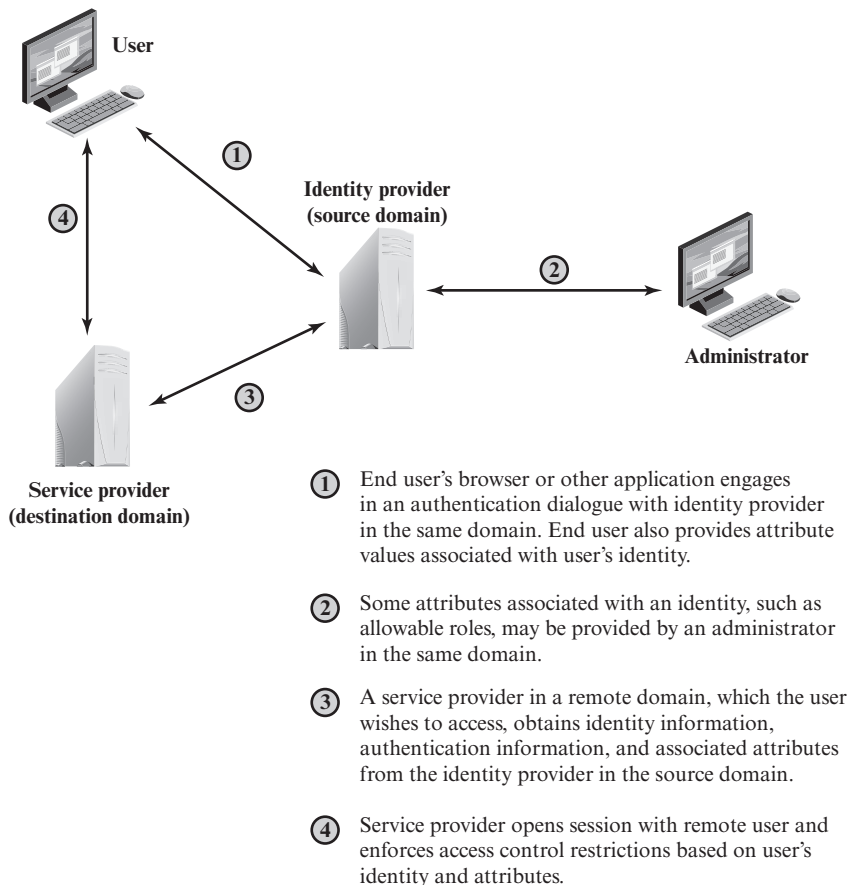 User
1
Identity provider
(source domain)
4
2
Administrator
3
Service provider
(destination domain)
1 End user’s browser or other application engages
in an authentication dialogue with identity provider
in the same domain. End user also provides attribute
values associated with user’s identity.
2 Some attributes associated with an identity, such as
allowable roles, may be provided by an administrator
in the same domain.
3 A service provider in a remote domain, which the user
wishes to access, obtains identity information,
authentication information, and associated attributes
from the identity provider in the source domain.
4 Service provider opens session with remote user and
enforces access control restrictions based on user’s
identity and attributes.